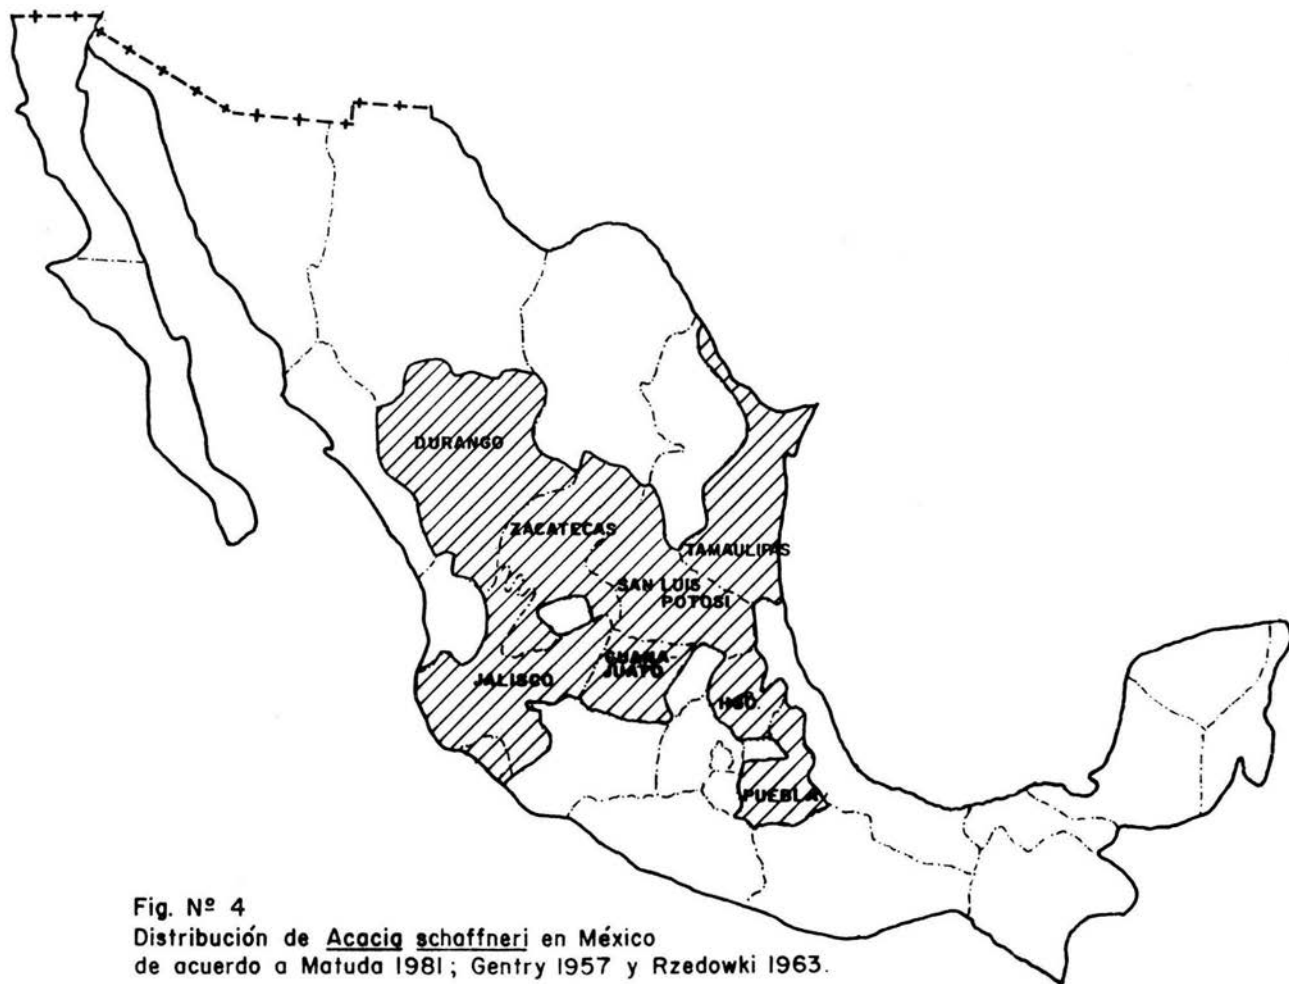 DURANGO
ZACATECAS
TAMAULIPAS
SAN LUIS
POTOSI
GUANA-
JUATO
JALISCO
HGO.
PUEBLA
Fig. Nº 4
Distribución de Acacia schaffneri en México
de acuerdo a Matuda 1981; Gentry 1957 y Rzedowki 1963.